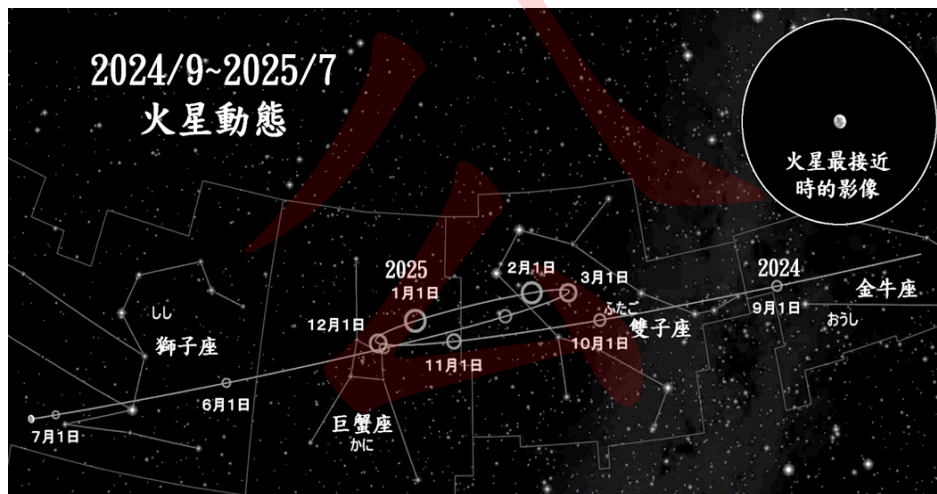 2024/9~2025/7
火星動態
火星最接近
時的影像
2025
1月1日
2月1日
3月1日
2024
9月1日
金牛座
おうし
ふたご
雙子座
10月1日
11月1日
12月1日
しし
獅子座
6月1日
7月1日
巨蟹座
かに